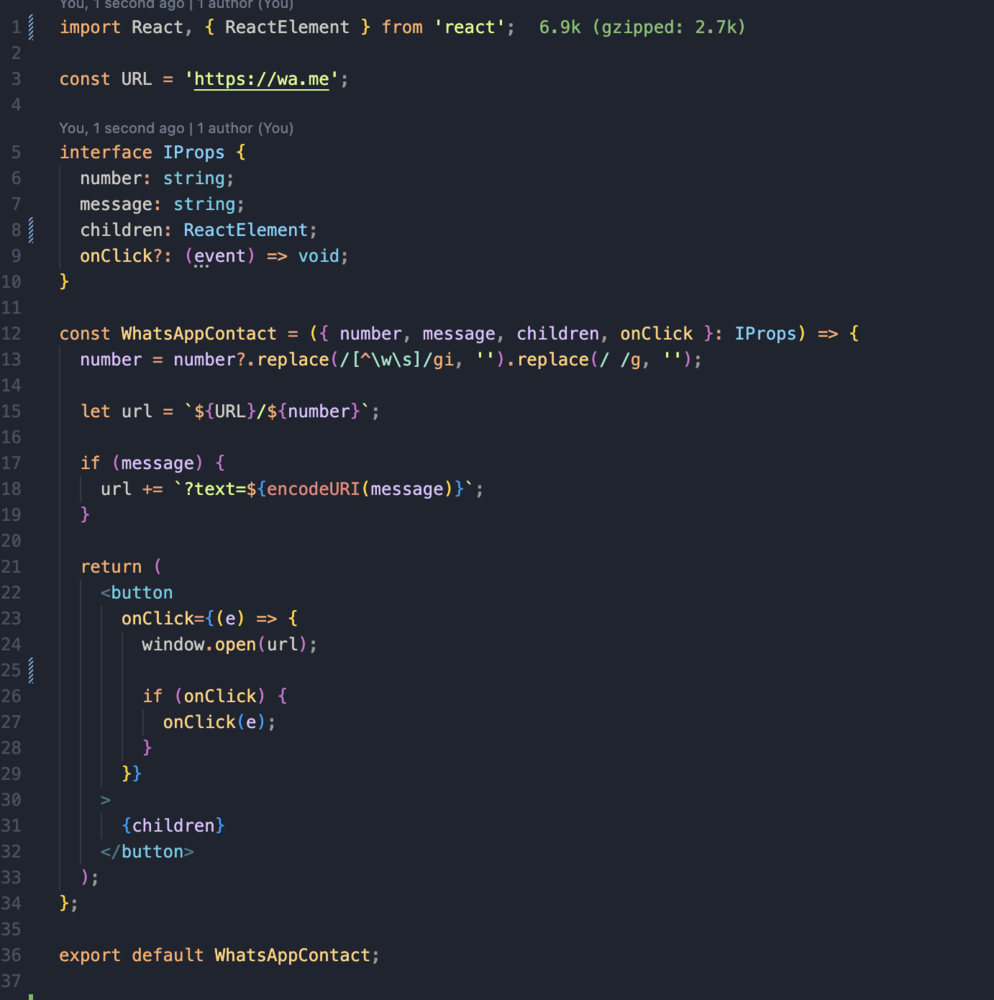 You, 1 second ago | 1 author (You)
1 import React, { ReactElement } from 'react'; 6.9k (gzipped: 2.7k)
2
3 const URL = 'https://wa.me';
4
You, 1 second ago | 1 author (You)
5 interface IProps {
6 number: string;
7 message: string;
8 children: ReactElement;
9 onClick?: (event) => void;
10 }
11
12 const WhatsAppContact = ({ number, message, children, onClick }: IProps) => {
13 number = number?.replace(/[^\w\s]/gi, '').replace(/ /g, '');
14
15 let url = `${URL}/${number}`;
16
17 if (message) {
18 url += `?text=${encodeURI(message)}`;
19 }
20
21 return (
22 <button
23 onClick={(e) => {
24 window.open(url);
25
26 if (onClick) {
27 onClick(e);
28 }
29 }}
30 >
31 {children}
32 </button>
33 );
34 };
35
36 export default WhatsAppContact;
37